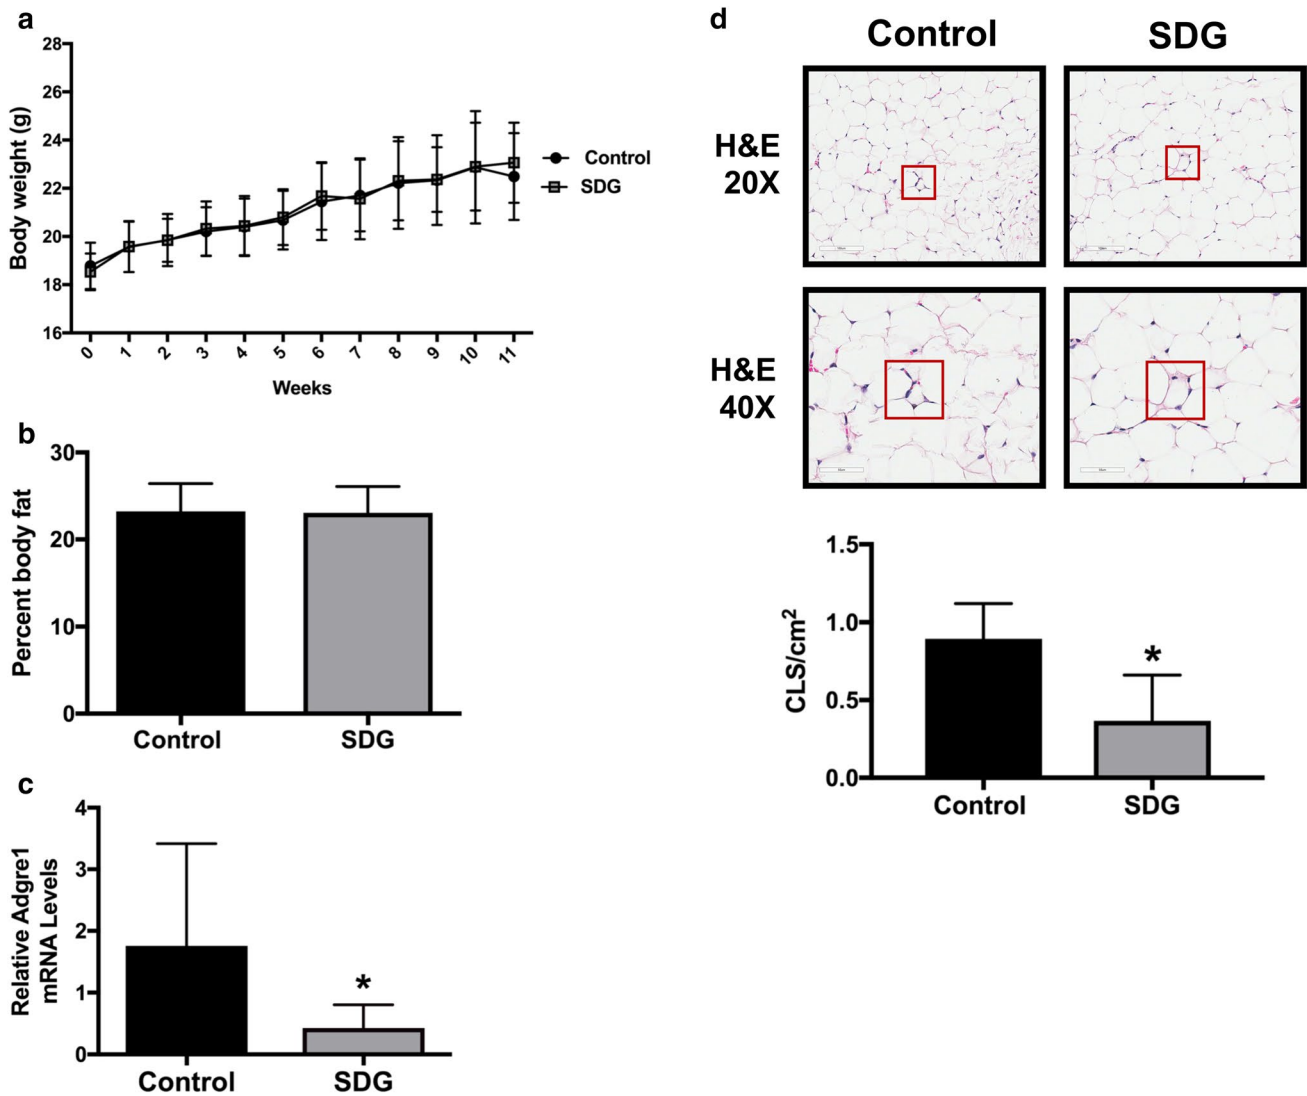 a
28
26
24
22
20
18
16
Body weight (g)
0 1 2 3 4 5 6 7 8 9 10 11
Weeks
Control
SDG
b
30
20
10
0
Percent body fat
Control SDG
c
4
3
2
1
0
Relative Adgre1
mRNA Levels
*
Control SDG
d
Control SDG
H&E
20X
H&E
40X
1.5
1.0
0.5
0.0
CLS/cm²
*
Control SDG